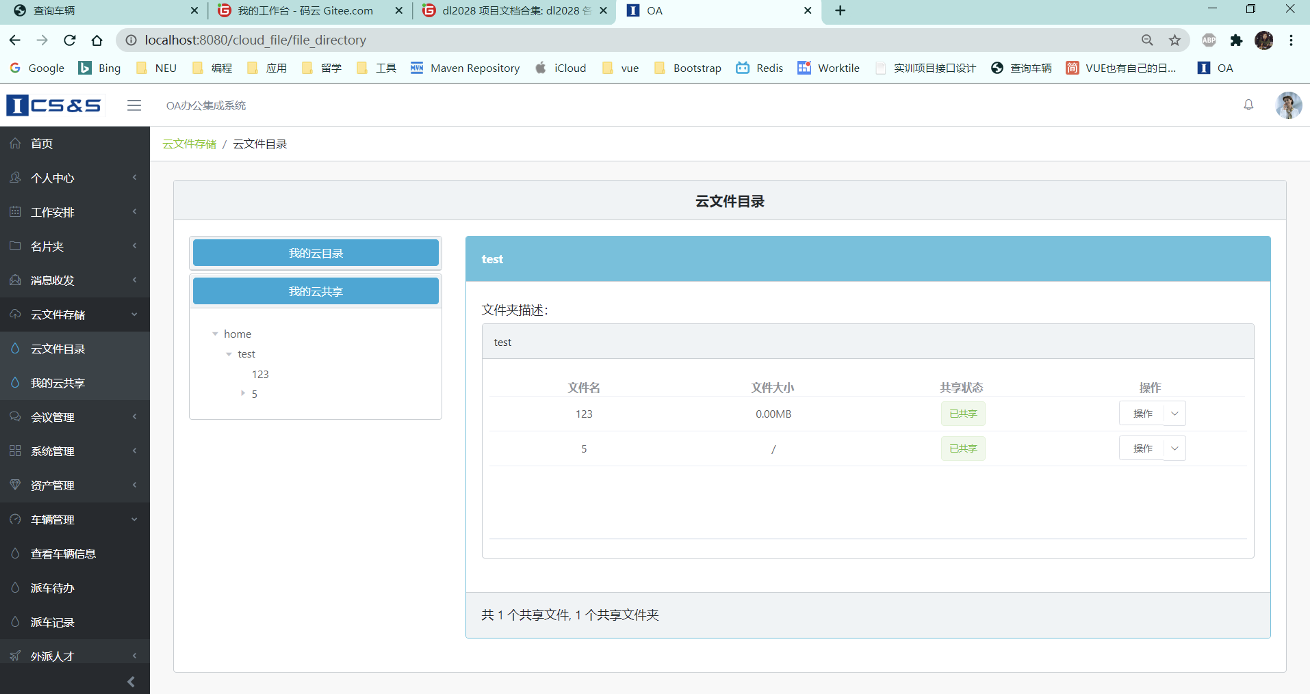 查询车辆
我的工作台 - 码云 Gitee.com
dl2028 项目文档合集: dl2028
OA
localhost:8080/cloud_file/file_directory
ABP
Google
Bing
NEU
编程
应用
留学
工具
Maven Repository
iCloud
vue
Bootstrap
Redis
Worktile
实训项目接口设计
查询车辆
VUE也有自己的日...
OA
ICS&S
OA办公集成系统
首页
个人中心
工作安排
名片夹
消息收发
云文件存储
云文件目录
我的云共享
会议管理
系统管理
资产管理
车辆管理
查看车辆信息
派车待办
派车记录
外派人才
云文件存储 / 云文件目录
云文件目录
我的云目录
我的云共享
home
test
123
5
test
文件夹描述：
test
文件名 文件大小 共享状态 操作
123 0.00MB 已共享 操作
5 / 已共享 操作
共 1 个共享文件, 1 个共享文件夹